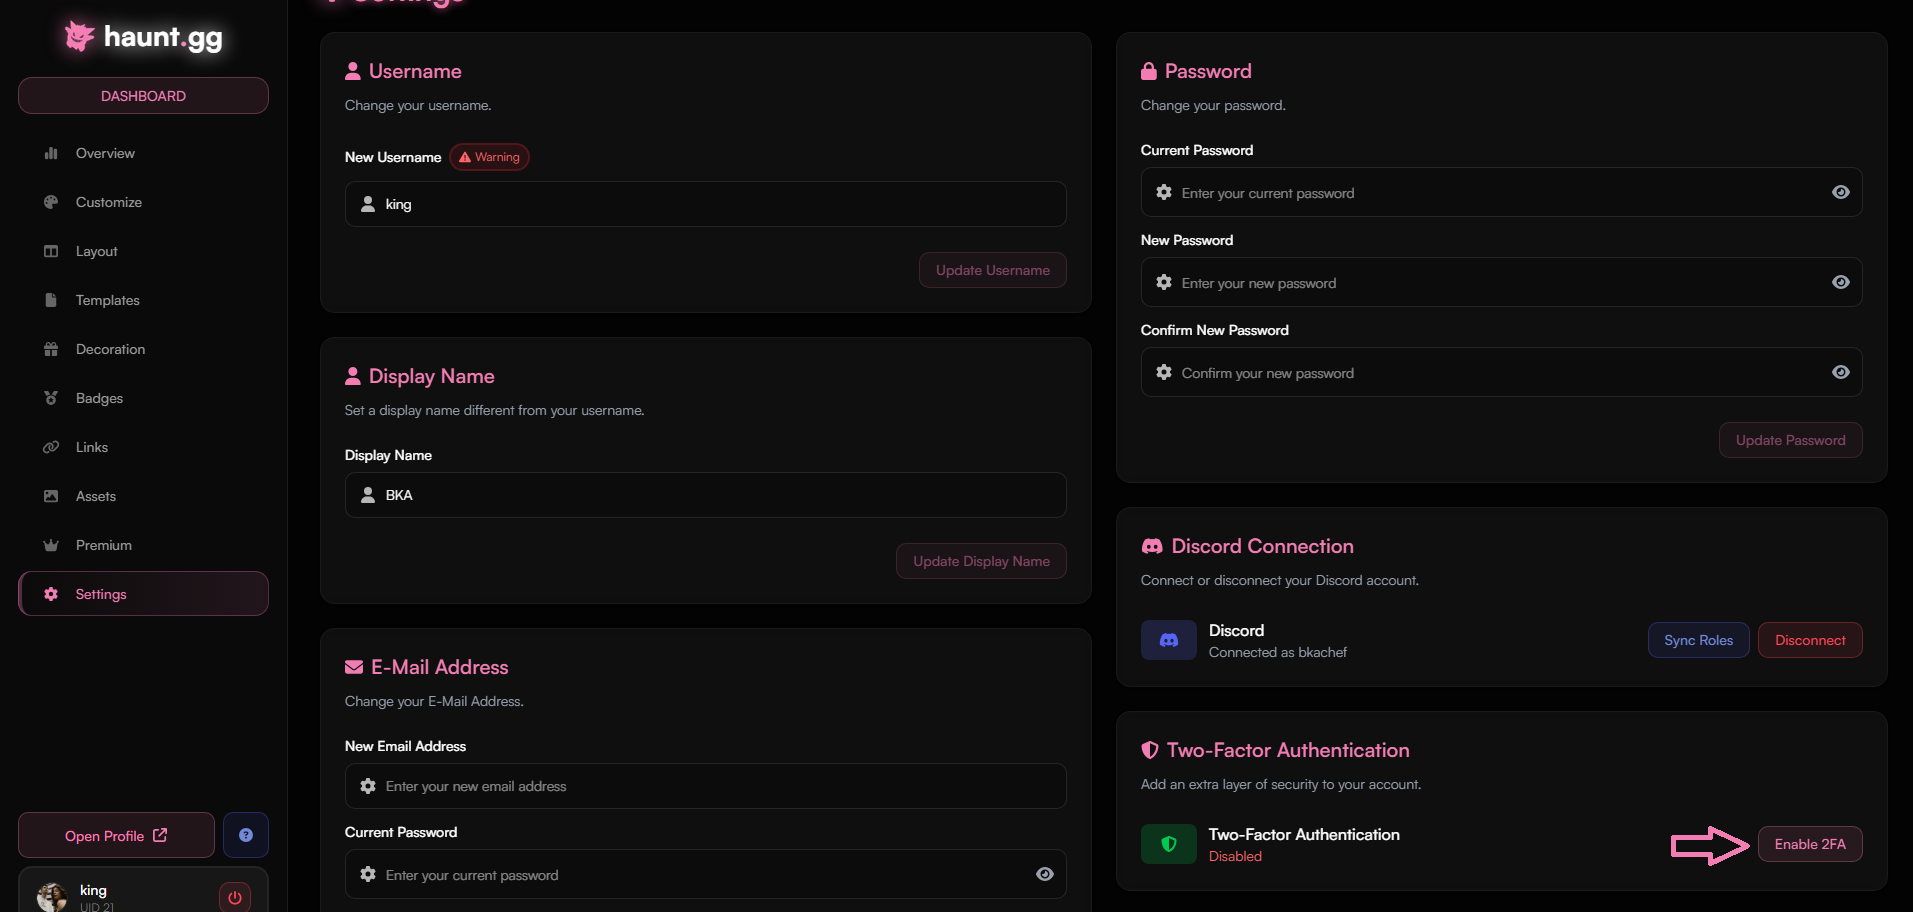 haunt.gg
DASHBOARD
Overview
Customize
Layout
Templates
Decoration
Badges
Links
Assets
Premium
Settings
Open Profile
king
UID 21
Settings
Username
Change your username.
New Username
Warning
king
Update Username
Display Name
Set a display name different from your username.
Display Name
BKA
Update Display Name
E-Mail Address
Change your E-Mail Address.
New Email Address
Enter your new email address
Current Password
Enter your current password
Password
Change your password.
Current Password
Enter your current password
New Password
Enter your new password
Confirm New Password
Confirm your new password
Update Password
Discord Connection
Connect or disconnect your Discord account.
Discord
Connected as bkachef
Sync Roles
Disconnect
Two-Factor Authentication
Add an extra layer of security to your account.
Two-Factor Authentication
Disabled
Enable 2FA